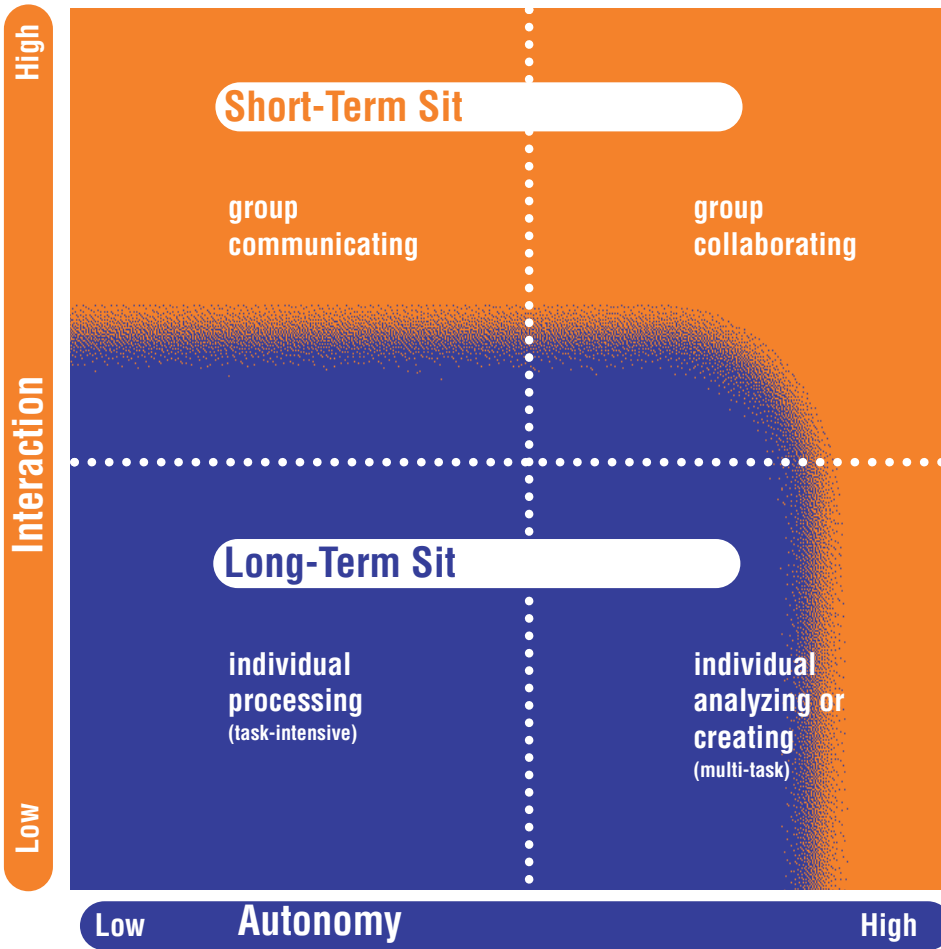 High
Interaction
Low
Short-Term Sit
group
communicating
group
collaborating
Long-Term Sit
individual
processing
(task-intensive)
individual
analyzing or
creating
(multi-task)
Low
Autonomy
High